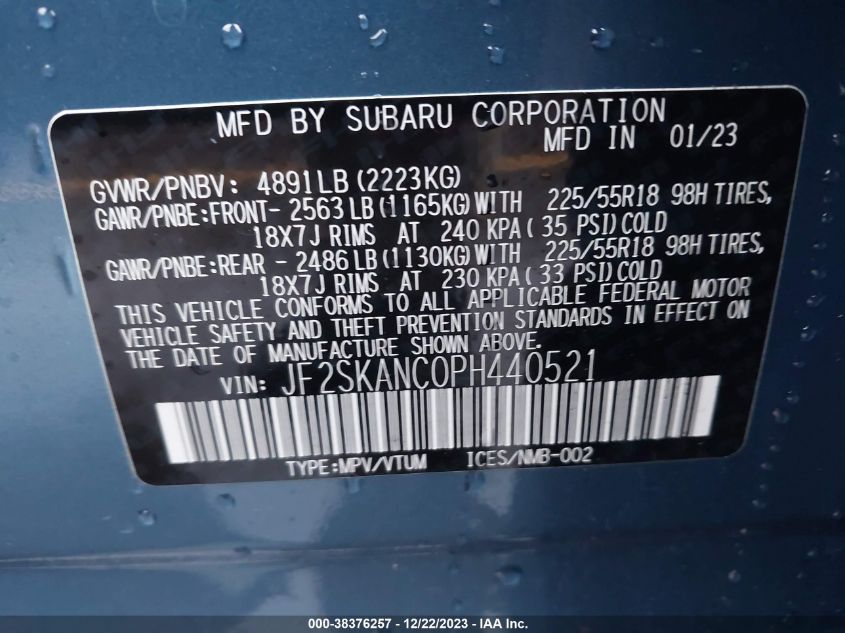 MFD BY SUBARU CORPORATION
MFD IN 01/23
GVWR/PNBV: 4891LB (2223KG)
GAWR/PNBE:FRONT- 2563LB (1165KG)WITH 225/55R18 98H TIRES,
18X7J RIMS AT 240 KPA(35 PSI)COLD
GAWR/PNBE:REAR - 2486LB (1130KG)WITH 225/55R18 98H TIRES,
18X7J RIMS AT 230 KPA(33 PSI)COLD
THIS VEHICLE CONFORMS TO ALL APPLICABLE FEDERAL MOTOR
VEHICLE SAFETY AND THEFT PREVENTION STANDARDS IN EFFECT ON
THE DATE OF MANUFACTURE SHOWN ABOVE.
VIN: JF2SKANC0PH440521
TYPE:MPV/VTUM ICES/NMB-002
000-38376257 - 12/22/2023 - IAA Inc.